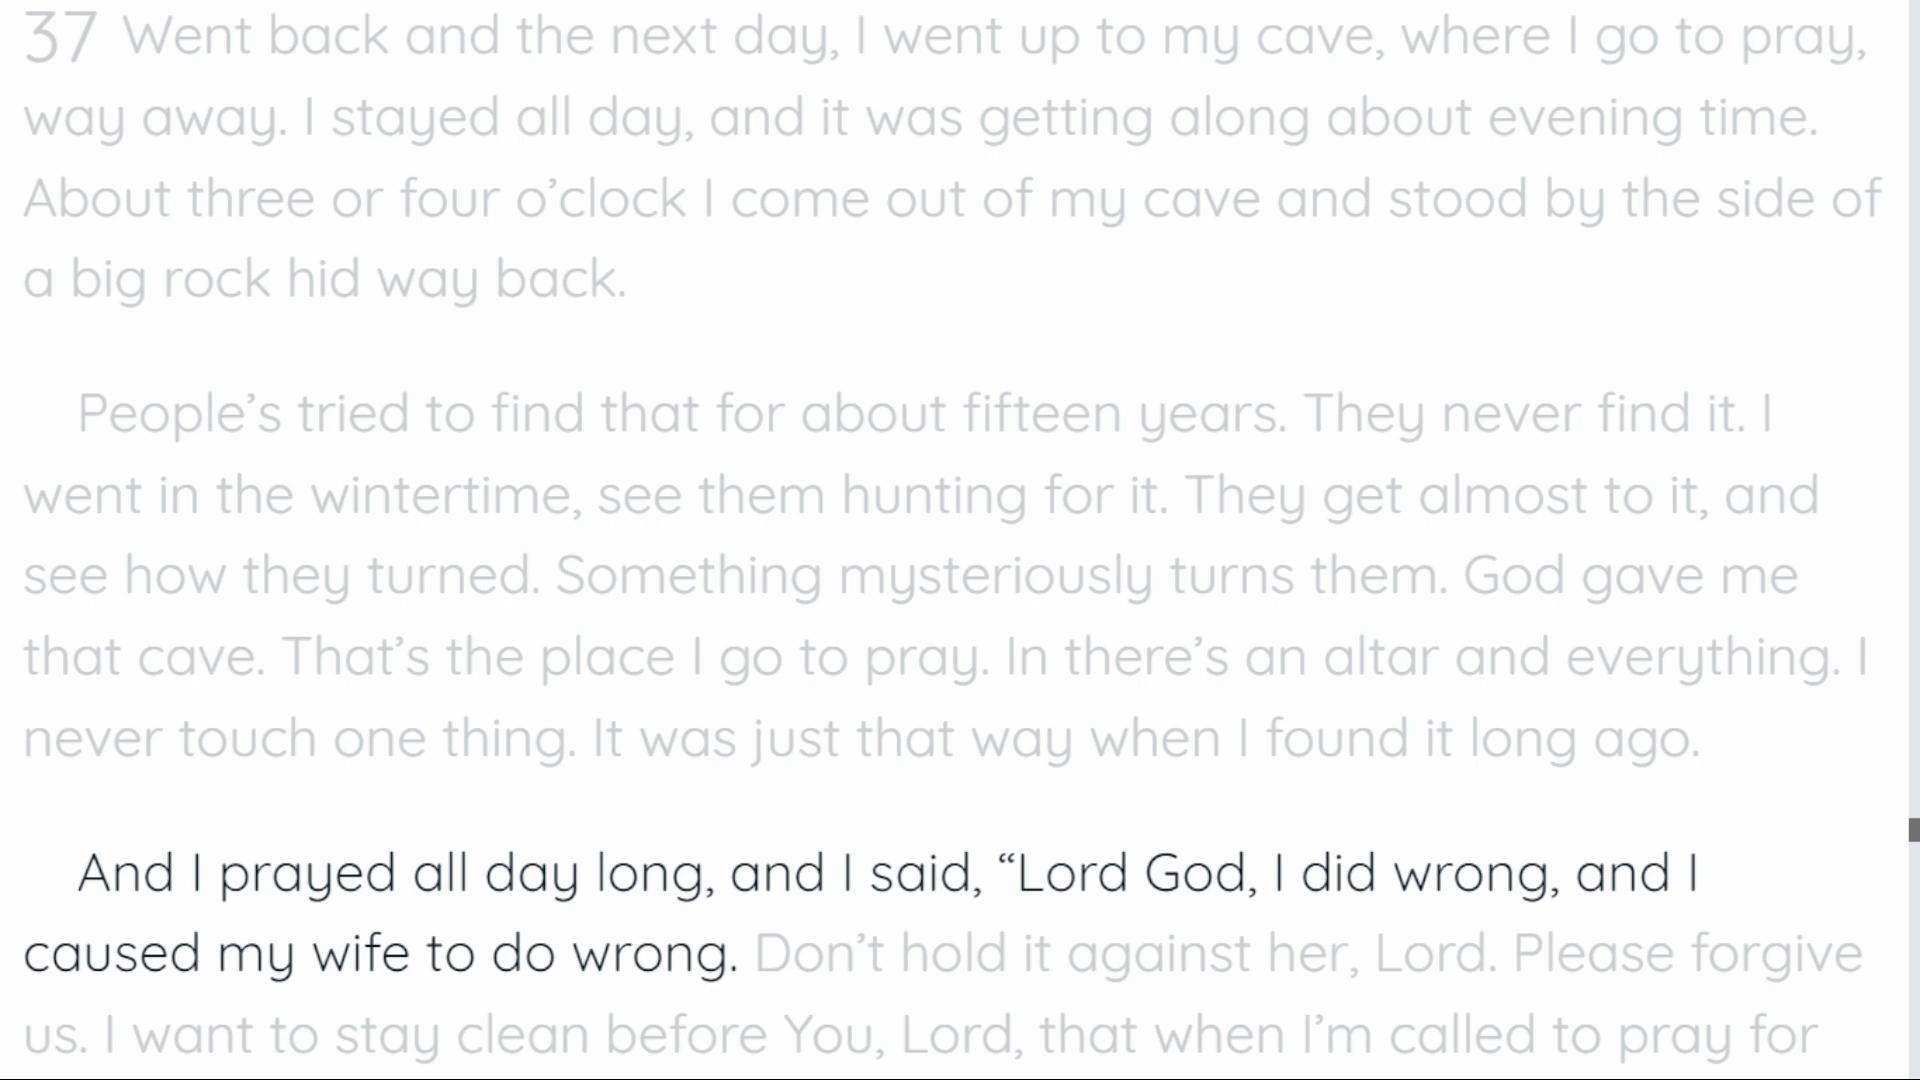 37 Went back and the next day, I went up to my cave, where I go to pray,
way away. I stayed all day, and it was getting along about evening time.
About three or four o’clock I come out of my cave and stood by the side of
a big rock hid way back.
People’s tried to find that for about fifteen years. They never find it. I
went in the wintertime, see them hunting for it. They get almost to it, and
see how they turned. Something mysteriously turns them. God gave me
that cave. That’s the place I go to pray. In there’s an altar and everything. I
never touch one thing. It was just that way when I found it long ago.
And I prayed all day long, and I said, “Lord God, I did wrong, and I
caused my wife to do wrong. Don’t hold it against her, Lord. Please forgive
us. I want to stay clean before You, Lord, that when I’m called to pray for